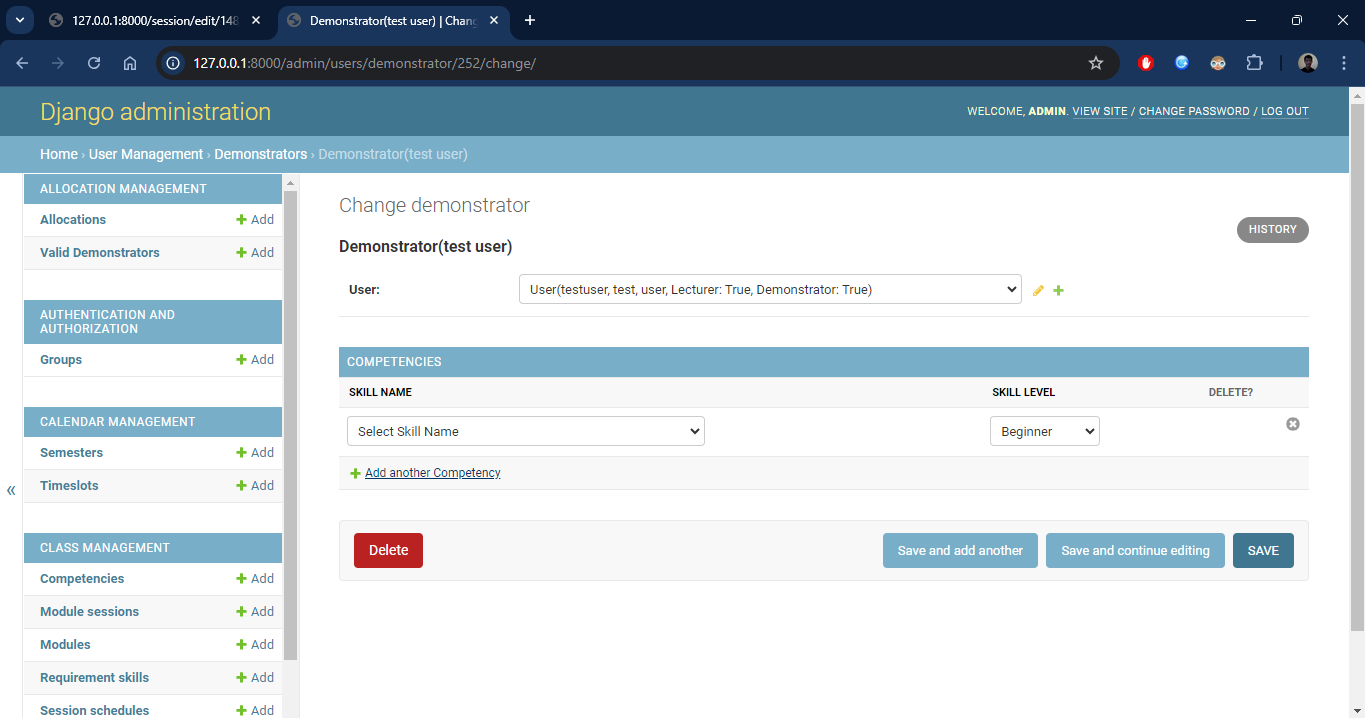 127.0.0.1:8000/session/edit/148
Demonstrator(test user) | Chang
127.0.0.1:8000/admin/users/demonstrator/252/change/
Django administration
WELCOME, ADMIN. VIEW SITE / CHANGE PASSWORD / LOG OUT
Home › User Management › Demonstrators › Demonstrator(test user)
ALLOCATION MANAGEMENT
Allocations Add
Valid Demonstrators Add
AUTHENTICATION AND
AUTHORIZATION
Groups Add
CALENDAR MANAGEMENT
Semesters Add
Timeslots Add
CLASS MANAGEMENT
Competencies Add
Module sessions Add
Modules Add
Requirement skills Add
Session schedules Add
«
Change demonstrator
HISTORY
Demonstrator(test user)
User: User(testuser, test, user, Lecturer: True, Demonstrator: True)
COMPETENCIES
SKILL NAME SKILL LEVEL DELETE?
Select Skill Name Beginner
Add another Competency
Delete Save and add another Save and continue editing SAVE